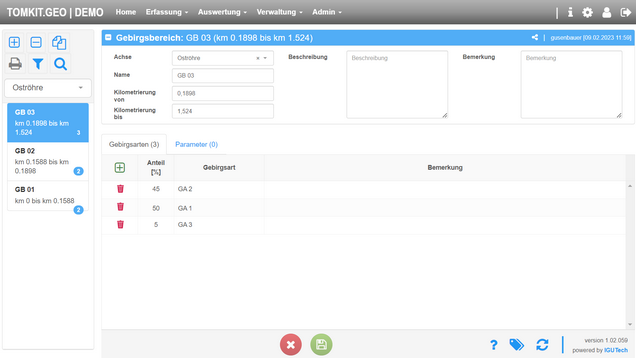 TOMKIT.GEO | DEMO
Home
Erfassung
Auswertung
Verwaltung
Admin
Oströhre
GB 03
km 0.1898 bis km
1.524
3
GB 02
km 0.1588 bis km
0.1898
2
GB 01
km 0 bis km 0.1588
2
Gebirgsbereich: GB 03 (km 0.1898 bis km 1.524)
gusenbauer [09.02.2023 11:59]
Achse
Oströhre
Name
GB 03
Kilometrierung
von
0.1898
Kilometrierung
bis
1.524
Beschreibung
Beschreibung
Bemerkung
Bemerkung
Gebirgsarten (3)
Parameter (0)
Anteil
[%]
Gebirgsart
Bemerkung
45 GA 2
50 GA 1
5 GA 3
version 1.02.059
powered by IGUTech